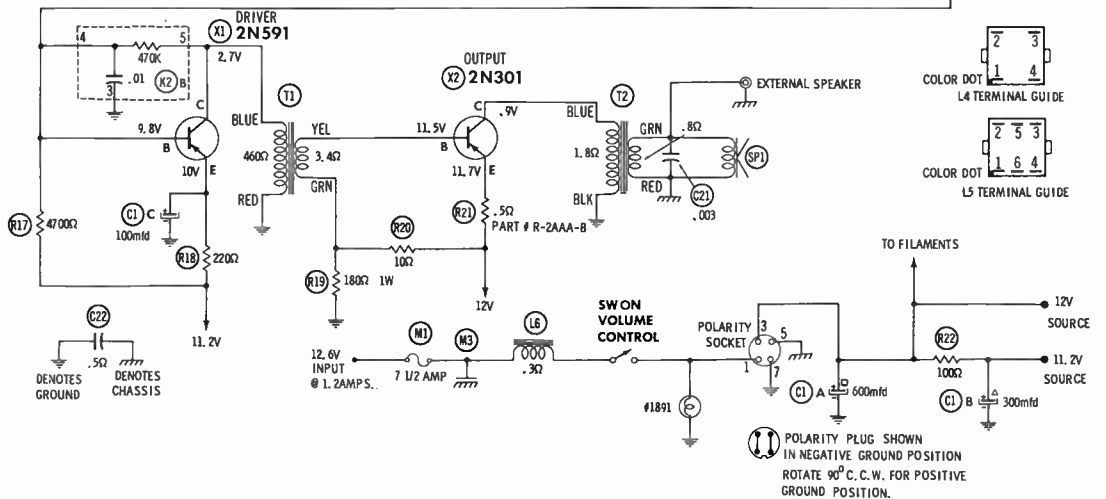 DRIVER
X1 2N591
4
5
470K
2.7V
.01
K2 B
3
C
9.8V
B
10V
E
C1 C
100mfd
R17 4700Ω
R18 220Ω
11.2V
C22
.5Ω
DENOTES GROUND
DENOTES CHASSIS
T1
BLUE
460Ω
RED
YEL
3.4Ω
GRN
OUTPUT
X2 2N301
C
.9V
11.5V
B
11.7V
E
R21 .5Ω
PART # R-2AAA-8
R20
10Ω
R19 180Ω 1W
12V
T2
BLUE
1.8Ω
BLK
GRN
.8Ω
RED
C21
.003
SP1
EXTERNAL SPEAKER
2 3
1 4
COLOR DOT
L4 TERMINAL GUIDE
2 5 3
1 6 4
COLOR DOT
L5 TERMINAL GUIDE
12.6V
INPUT
@ 1.2AMPS..
M1
7 1/2 AMP
M3
L6
.3Ω
SW ON
VOLUME
CONTROL
#1891
POLARITY
SOCKET
3
5
1
7
TO FILAMENTS
12V
SOURCE
R22
100Ω
11.2V
SOURCE
C1 A 600mfd
C1 B 300mfd
POLARITY PLUG SHOWN
IN NEGATIVE GROUND POSITION
ROTATE 90° C.C.W. FOR POSITIVE
GROUND POSITION.